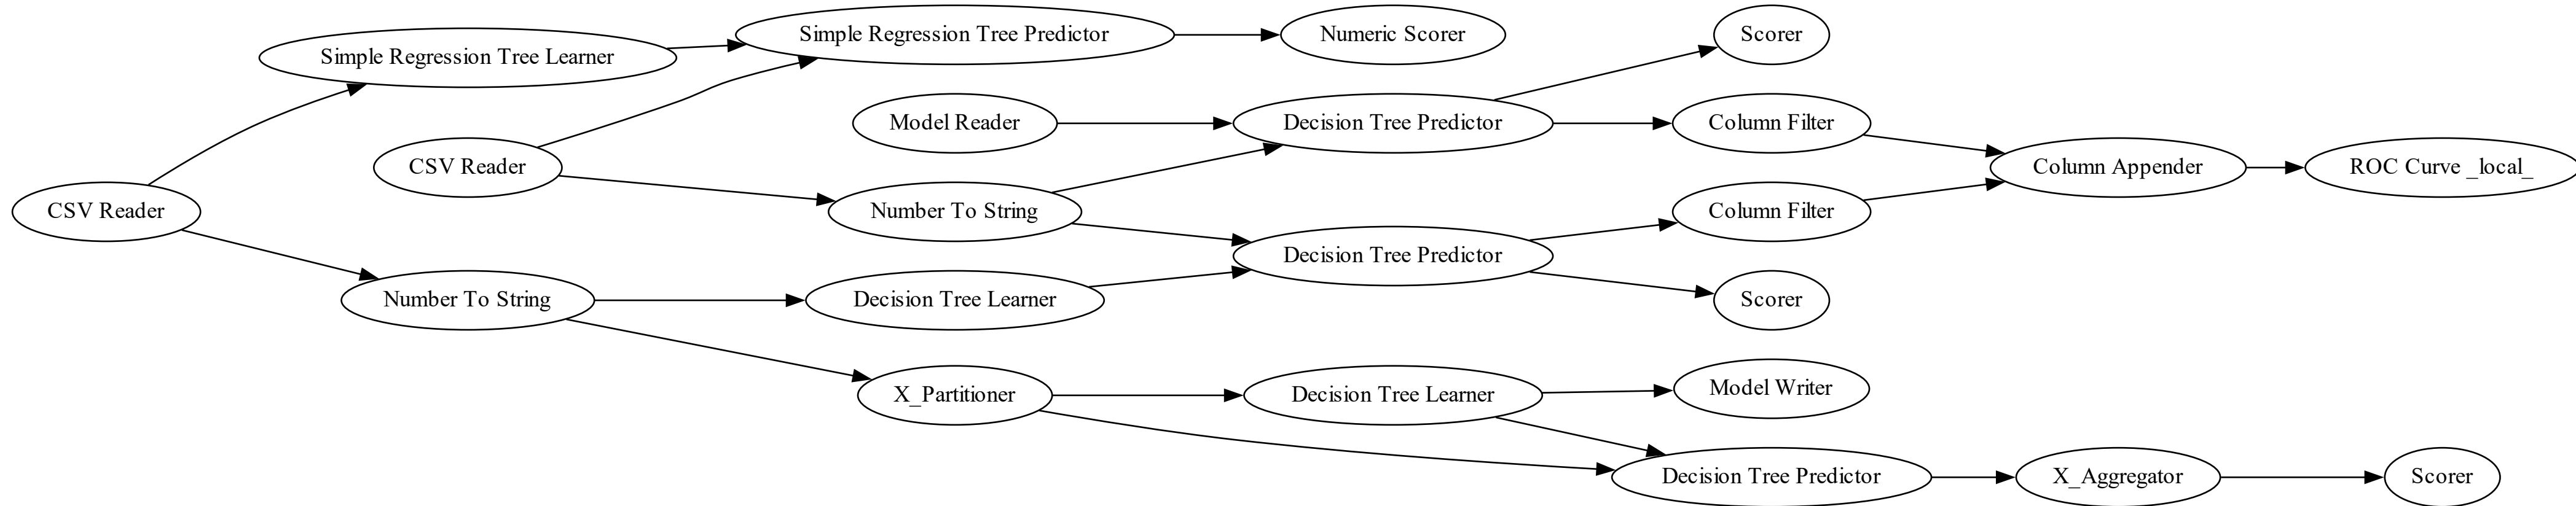 Simple Regression Tree Learner
Simple Regression Tree Predictor
Numeric Scorer
Scorer
Model Reader
Decision Tree Predictor
Column Filter
CSV Reader
CSV Reader
Number To String
Column Filter
Column Appender
ROC Curve _local_
Decision Tree Predictor
Number To String
Decision Tree Learner
Scorer
X_Partitioner
Decision Tree Learner
Model Writer
Decision Tree Predictor
X_Aggregator
Scorer